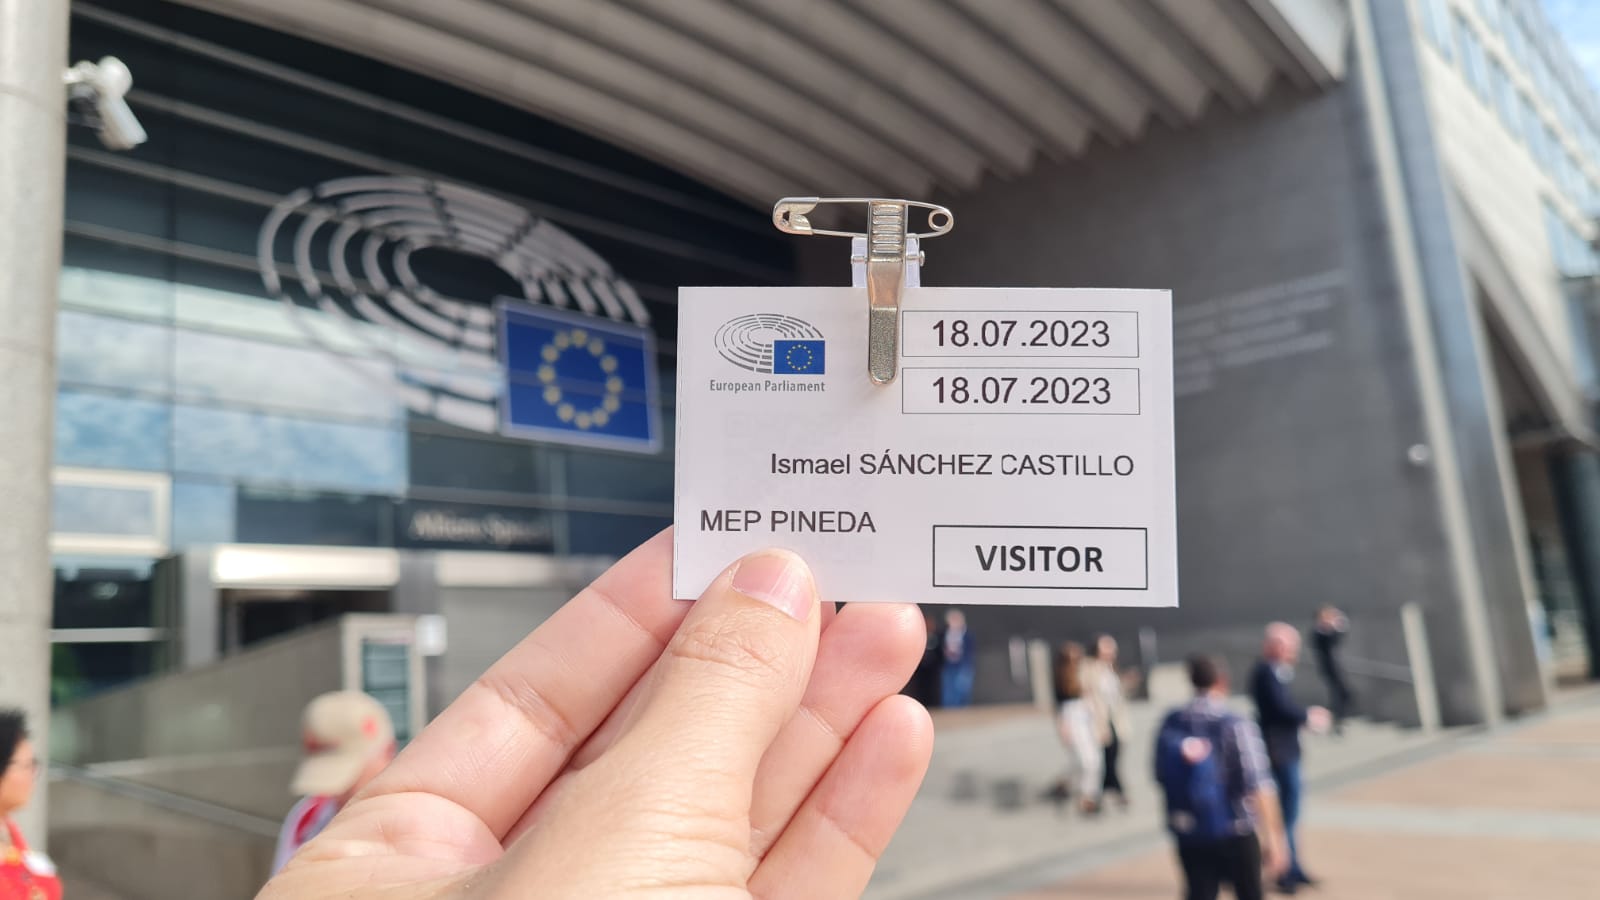 European Parliament
18.07.2023
18.07.2023
Ismael SÁNCHEZ CASTILLO
MEP PINEDA
VISITOR